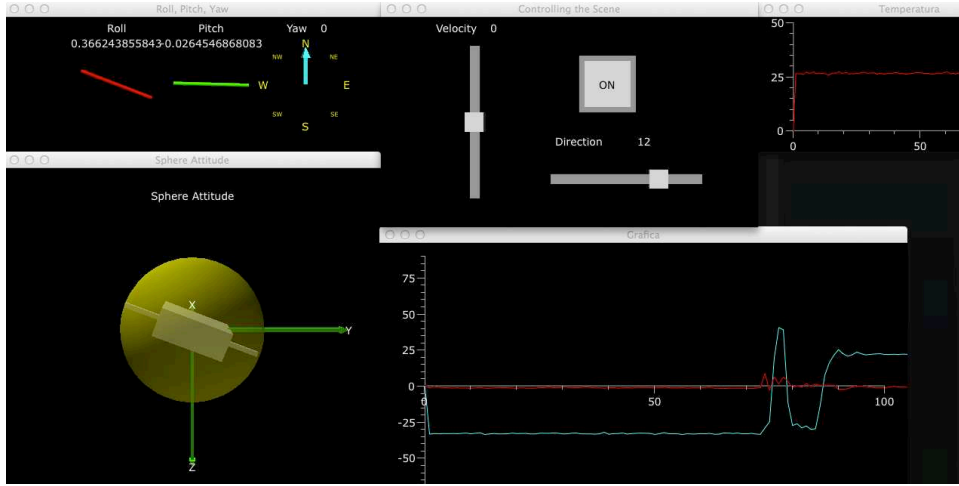 Roll, Pitch, Yaw
Roll Pitch Yaw 0
0.366243855843-0.0264546868083
N
NW NE
W E
SW SE
S
Controlling the Scene
Velocity 0
ON
Direction 12
Temperatura
50
25
0
0 50
Sphere Attitude
Sphere Attitude
X
Y
Z
Grafica
75
50
25
0
0 50 100
-25
-50